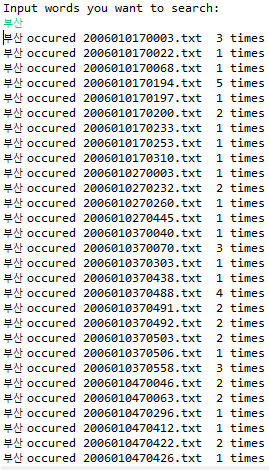 Input words you want to search:
부산
부산 occured 2006010170003.txt 3 times
부산 occured 2006010170022.txt 1 times
부산 occured 2006010170068.txt 1 times
부산 occured 2006010170194.txt 5 times
부산 occured 2006010170197.txt 1 times
부산 occured 2006010170200.txt 2 times
부산 occured 2006010170233.txt 1 times
부산 occured 2006010170253.txt 1 times
부산 occured 2006010170310.txt 1 times
부산 occured 2006010270003.txt 1 times
부산 occured 2006010270232.txt 2 times
부산 occured 2006010270260.txt 1 times
부산 occured 2006010270445.txt 1 times
부산 occured 2006010370040.txt 1 times
부산 occured 2006010370070.txt 3 times
부산 occured 2006010370303.txt 1 times
부산 occured 2006010370438.txt 1 times
부산 occured 2006010370488.txt 4 times
부산 occured 2006010370491.txt 2 times
부산 occured 2006010370492.txt 2 times
부산 occured 2006010370503.txt 2 times
부산 occured 2006010370506.txt 1 times
부산 occured 2006010370558.txt 3 times
부산 occured 2006010470046.txt 2 times
부산 occured 2006010470063.txt 2 times
부산 occured 2006010470296.txt 1 times
부산 occured 2006010470412.txt 1 times
부산 occured 2006010470422.txt 2 times
부산 occured 2006010470426.txt 1 times